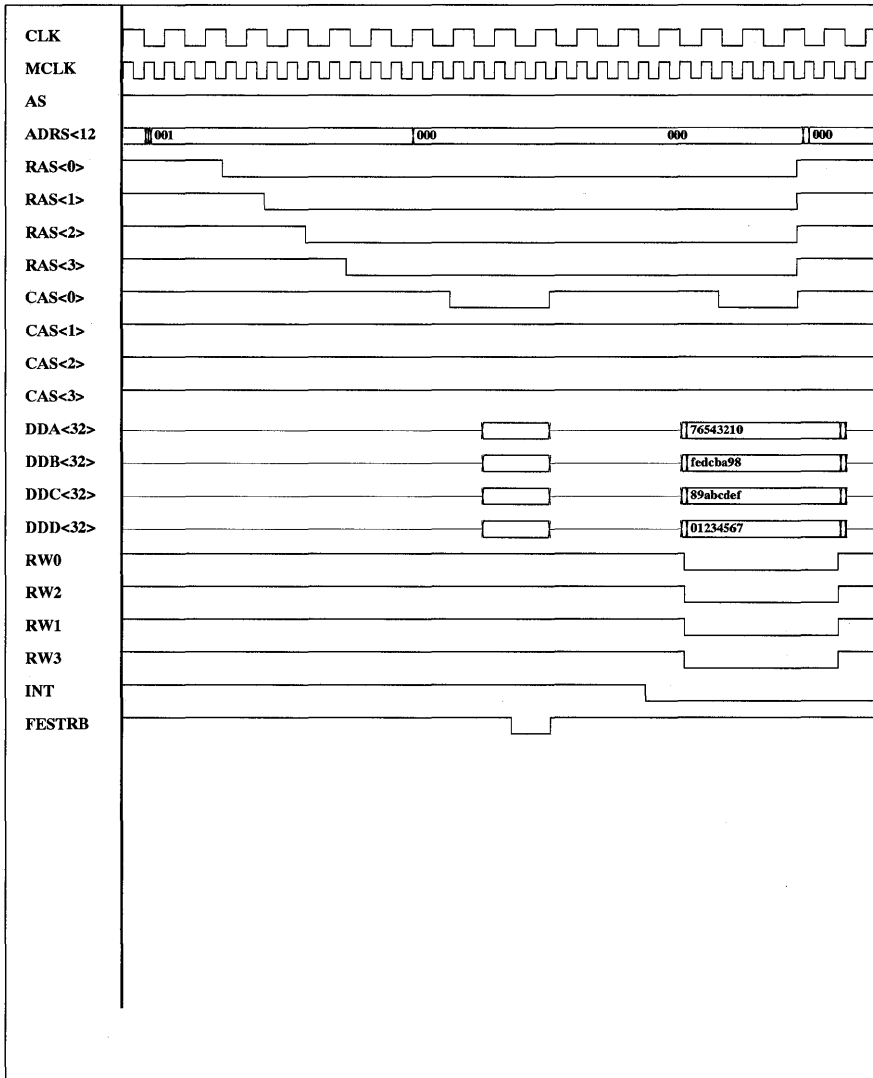 CLK
MCLK
AS
ADRS<12 001 000 000 000
RAS<0>
RAS<1>
RAS<2>
RAS<3>
CAS<0>
CAS<1>
CAS<2>
CAS<3>
DDA<32> 76543210
DDB<32> fedcba98
DDC<32> 89abcdef
DDD<32> 01234567
RW0
RW2
RW1
RW3
INT
FESTRB